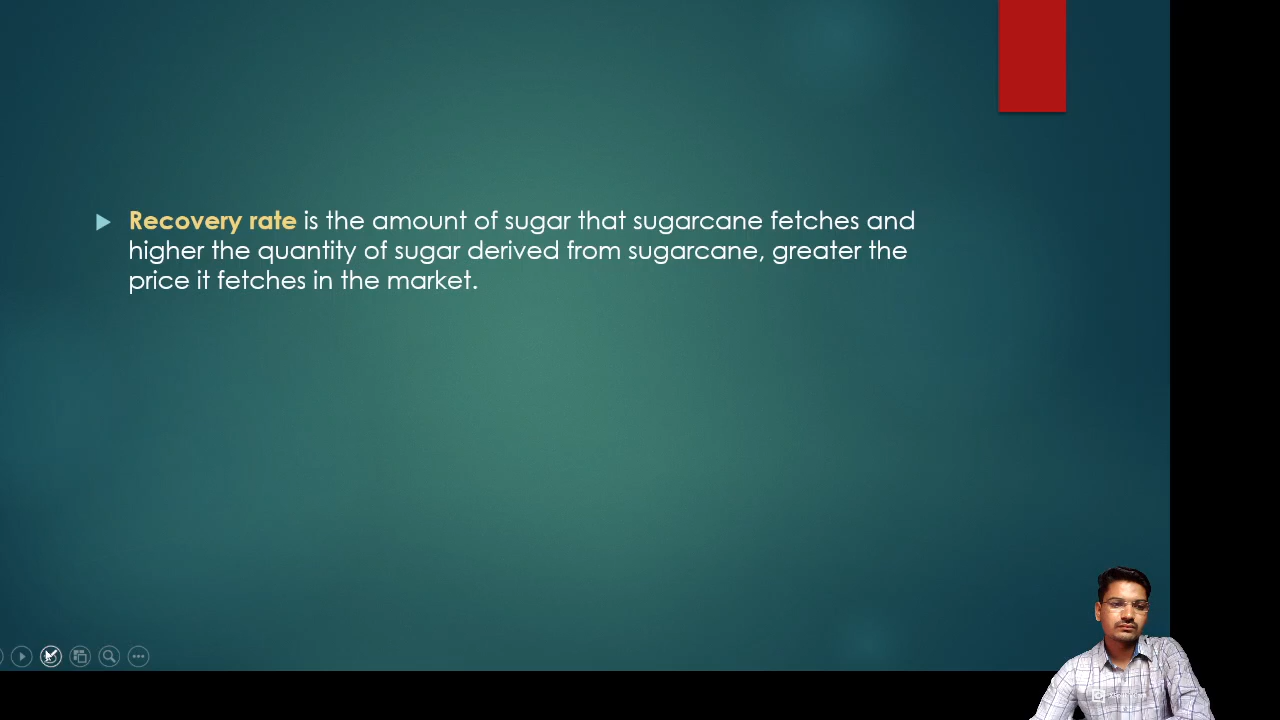 Recovery rate is the amount of sugar that sugarcane fetches and
higher the quantity of sugar derived from sugarcane, greater the
price it fetches in the market.